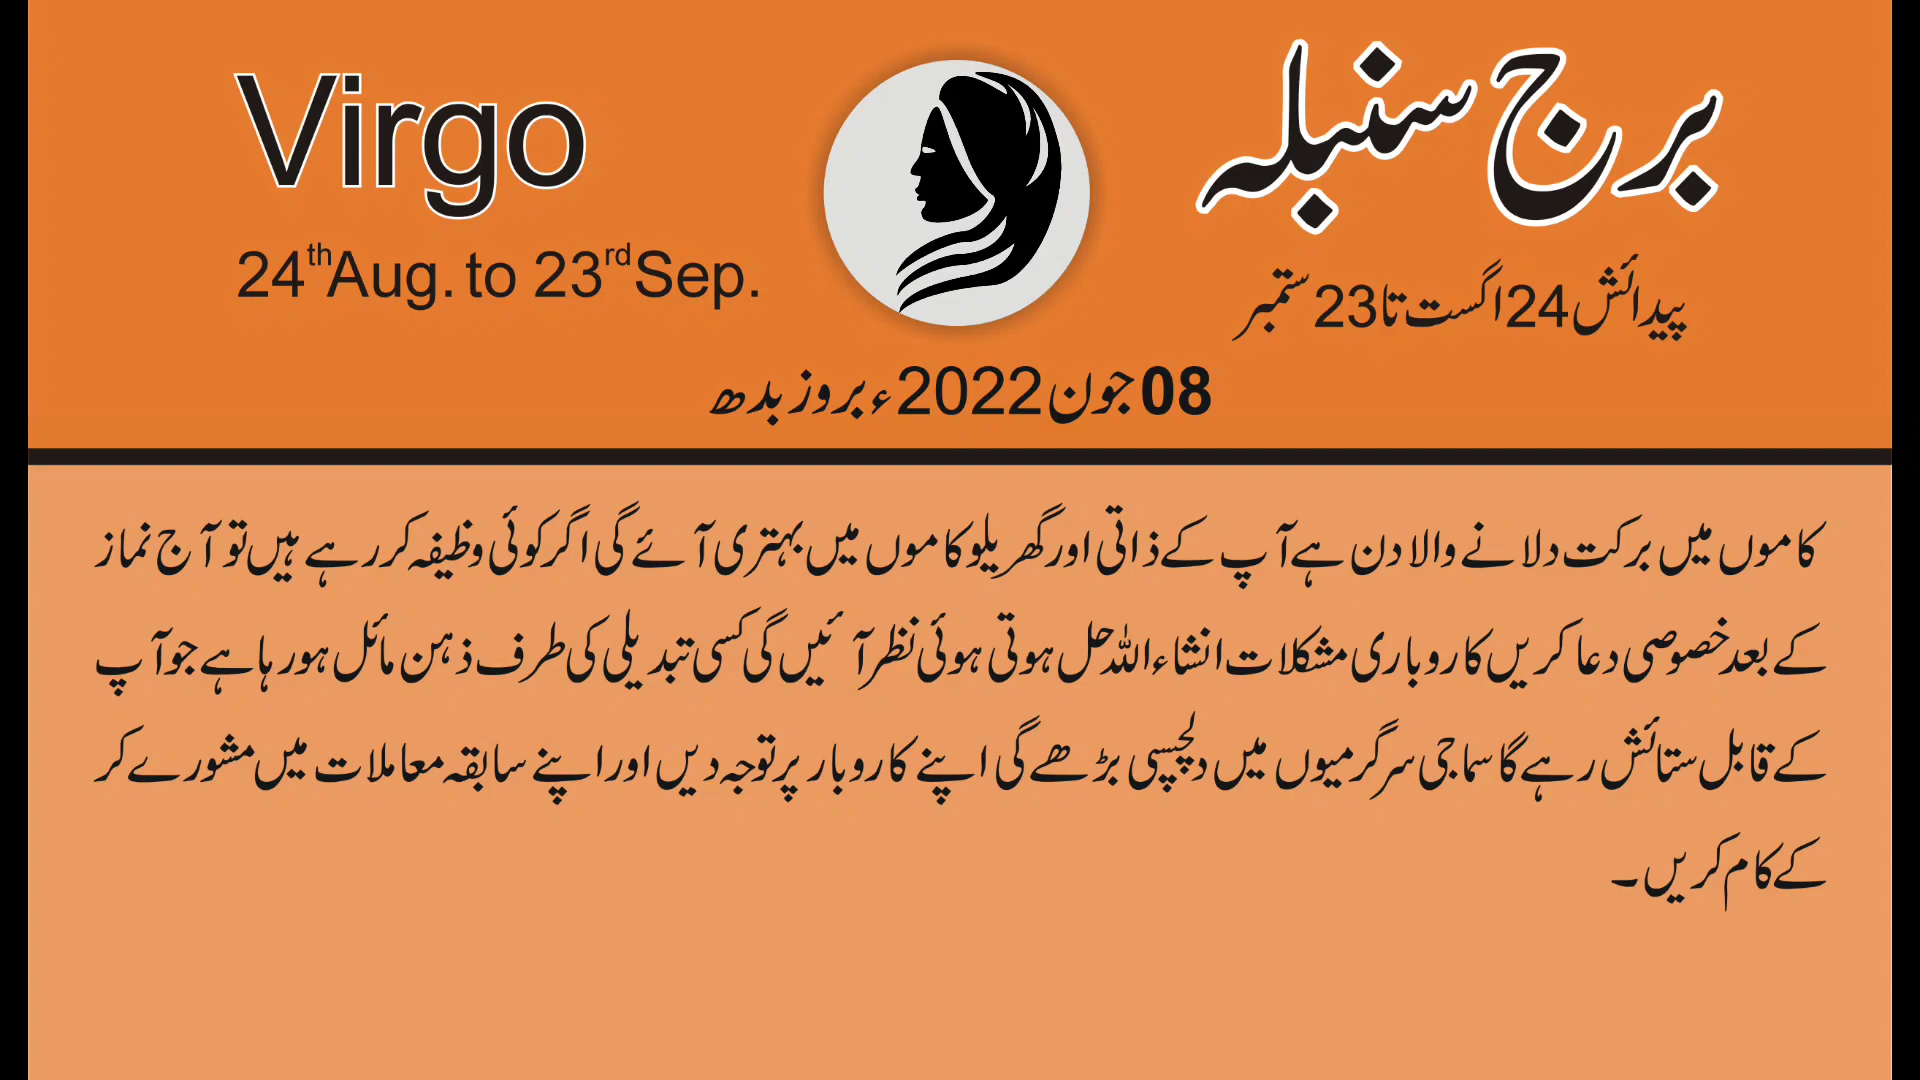 Virgo
برج سنبلہ
24th Aug. to 23rd Sep.
پیدائش 24 اگست تا 23 ستمبر
08 جون 2022ء بروز بدھ
کاموں میں برکت دلانے والا دن ہے آپ کے ذاتی اور گھریلو کاموں میں بہتری آئے گی اگر کوئی وظیفہ کر رہے ہیں تو آج نماز
کے بعد خصوصی دعا کریں کاروباری مشکلات انشاءاللہ حل ہوتی ہوئی نظر آئیں گی کسی تبدیلی کی طرف ذہن مائل ہو رہا ہے جو آپ
کے قابل ستائش رہے گا سماجی سرگرمیوں میں دلچسپی بڑھے گی اپنے کاروبار پر توجہ دیں اور اپنے سابقہ معاملات میں مشورے کر
کے کام کریں۔